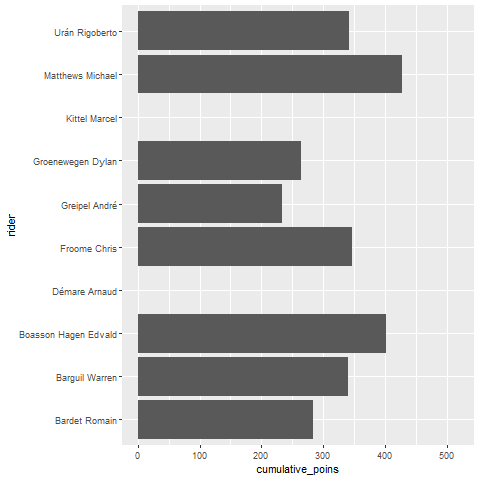 Urán Rigoberto
Matthews Michael
Kittel Marcel
Groenewegen Dylan
Greipel André
Froome Chris
Démare Arnaud
Boasson Hagen Edvald
Barguil Warren
Bardet Romain
rider
0 100 200 300 400 500
cumulative_poins